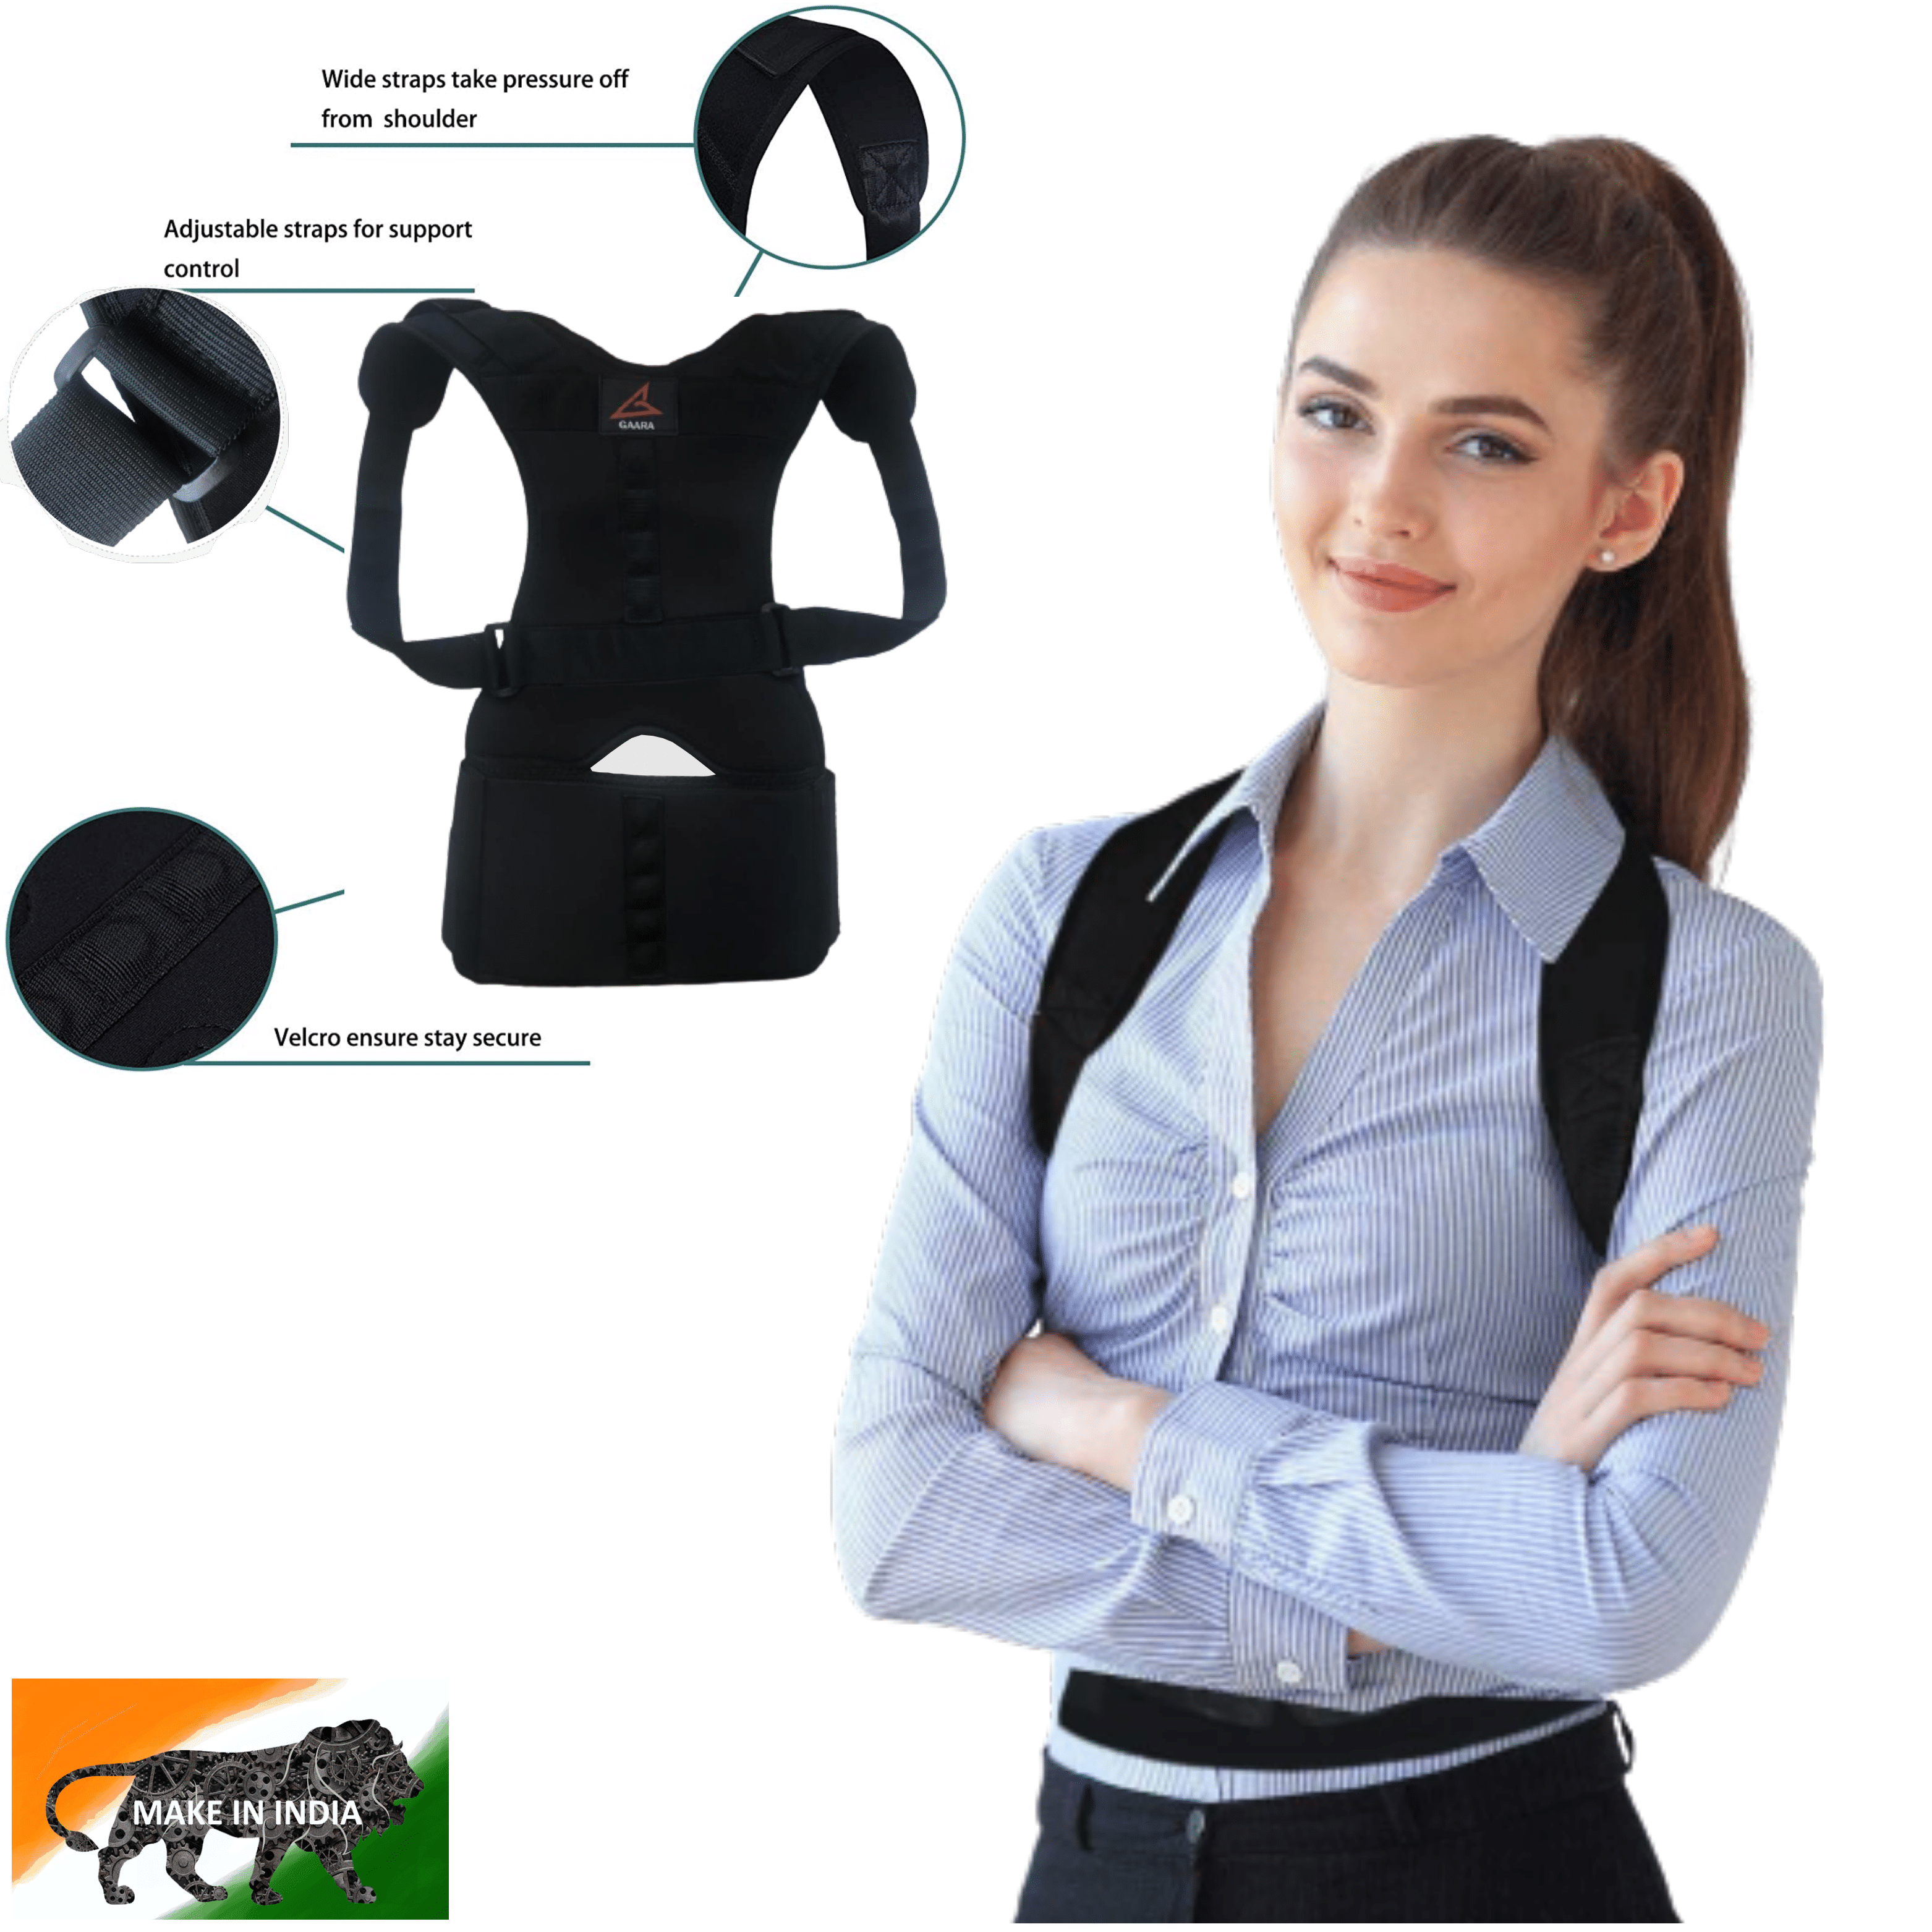 Wide straps take pressure off
from shoulder
Adjustable straps for support
control
GAARA
Velcro ensure stay secure
MAKE IN INDIA